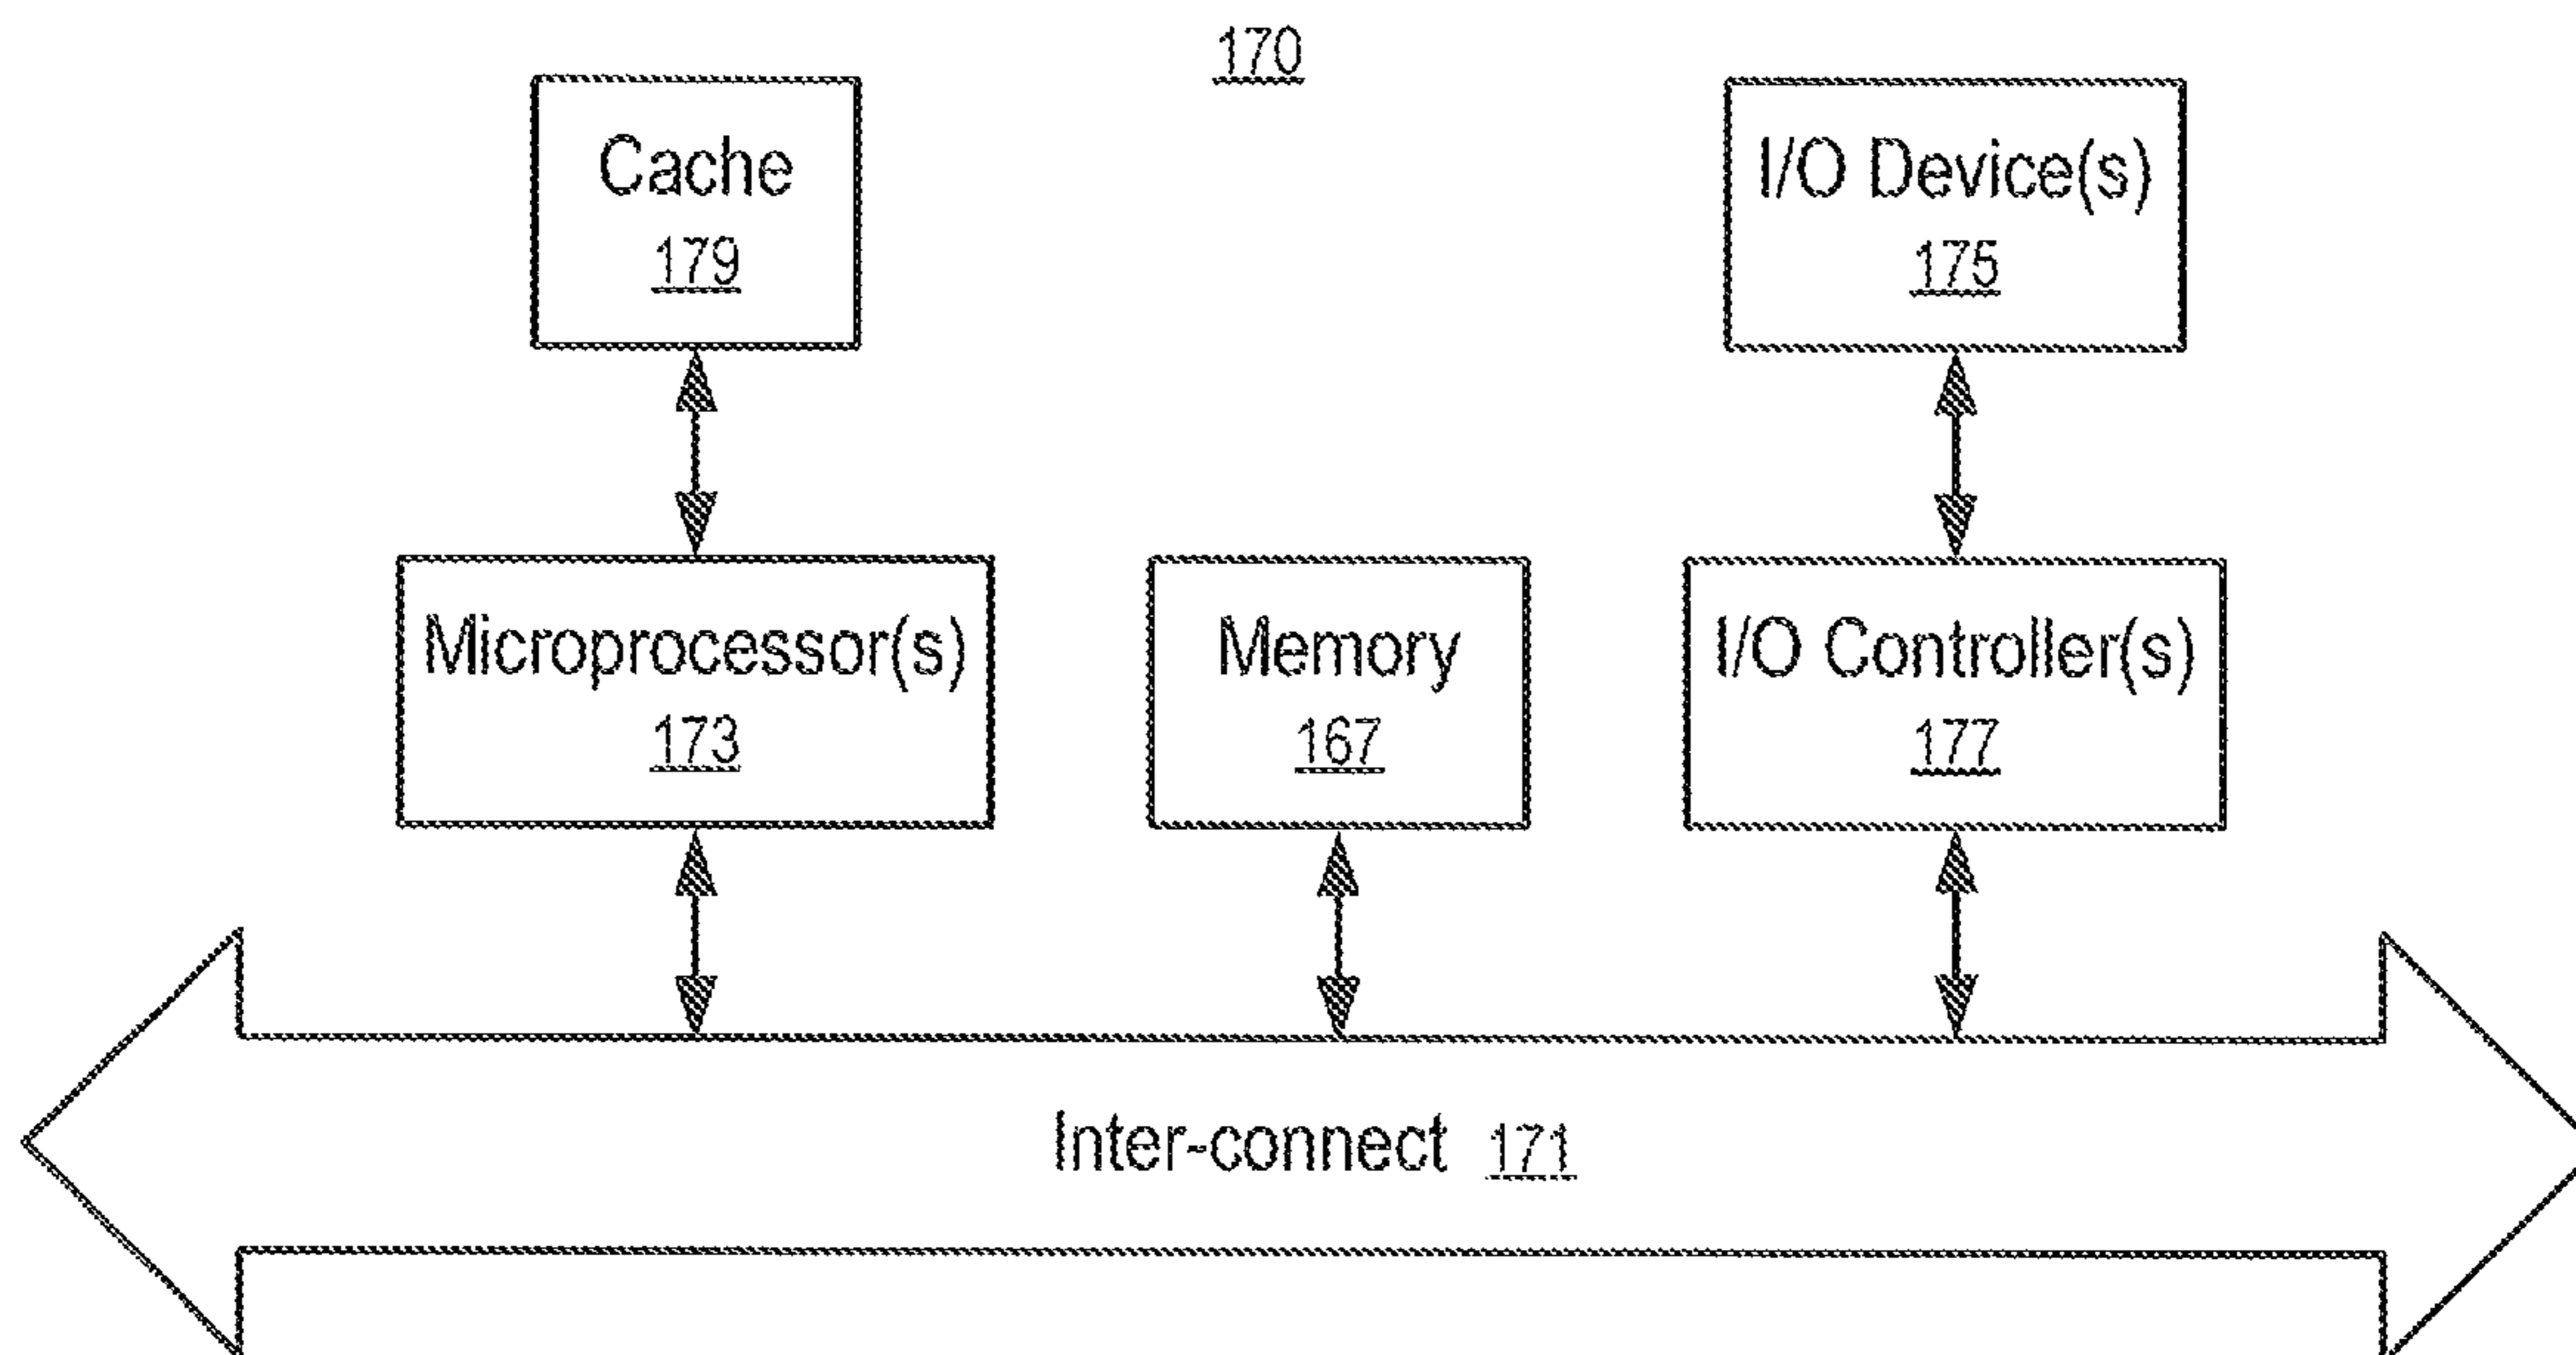 170
Cache
179
I/O Device(s)
175
Microprocessor(s)
173
Memory
167
I/O Controller(s)
177
Inter-connect 171